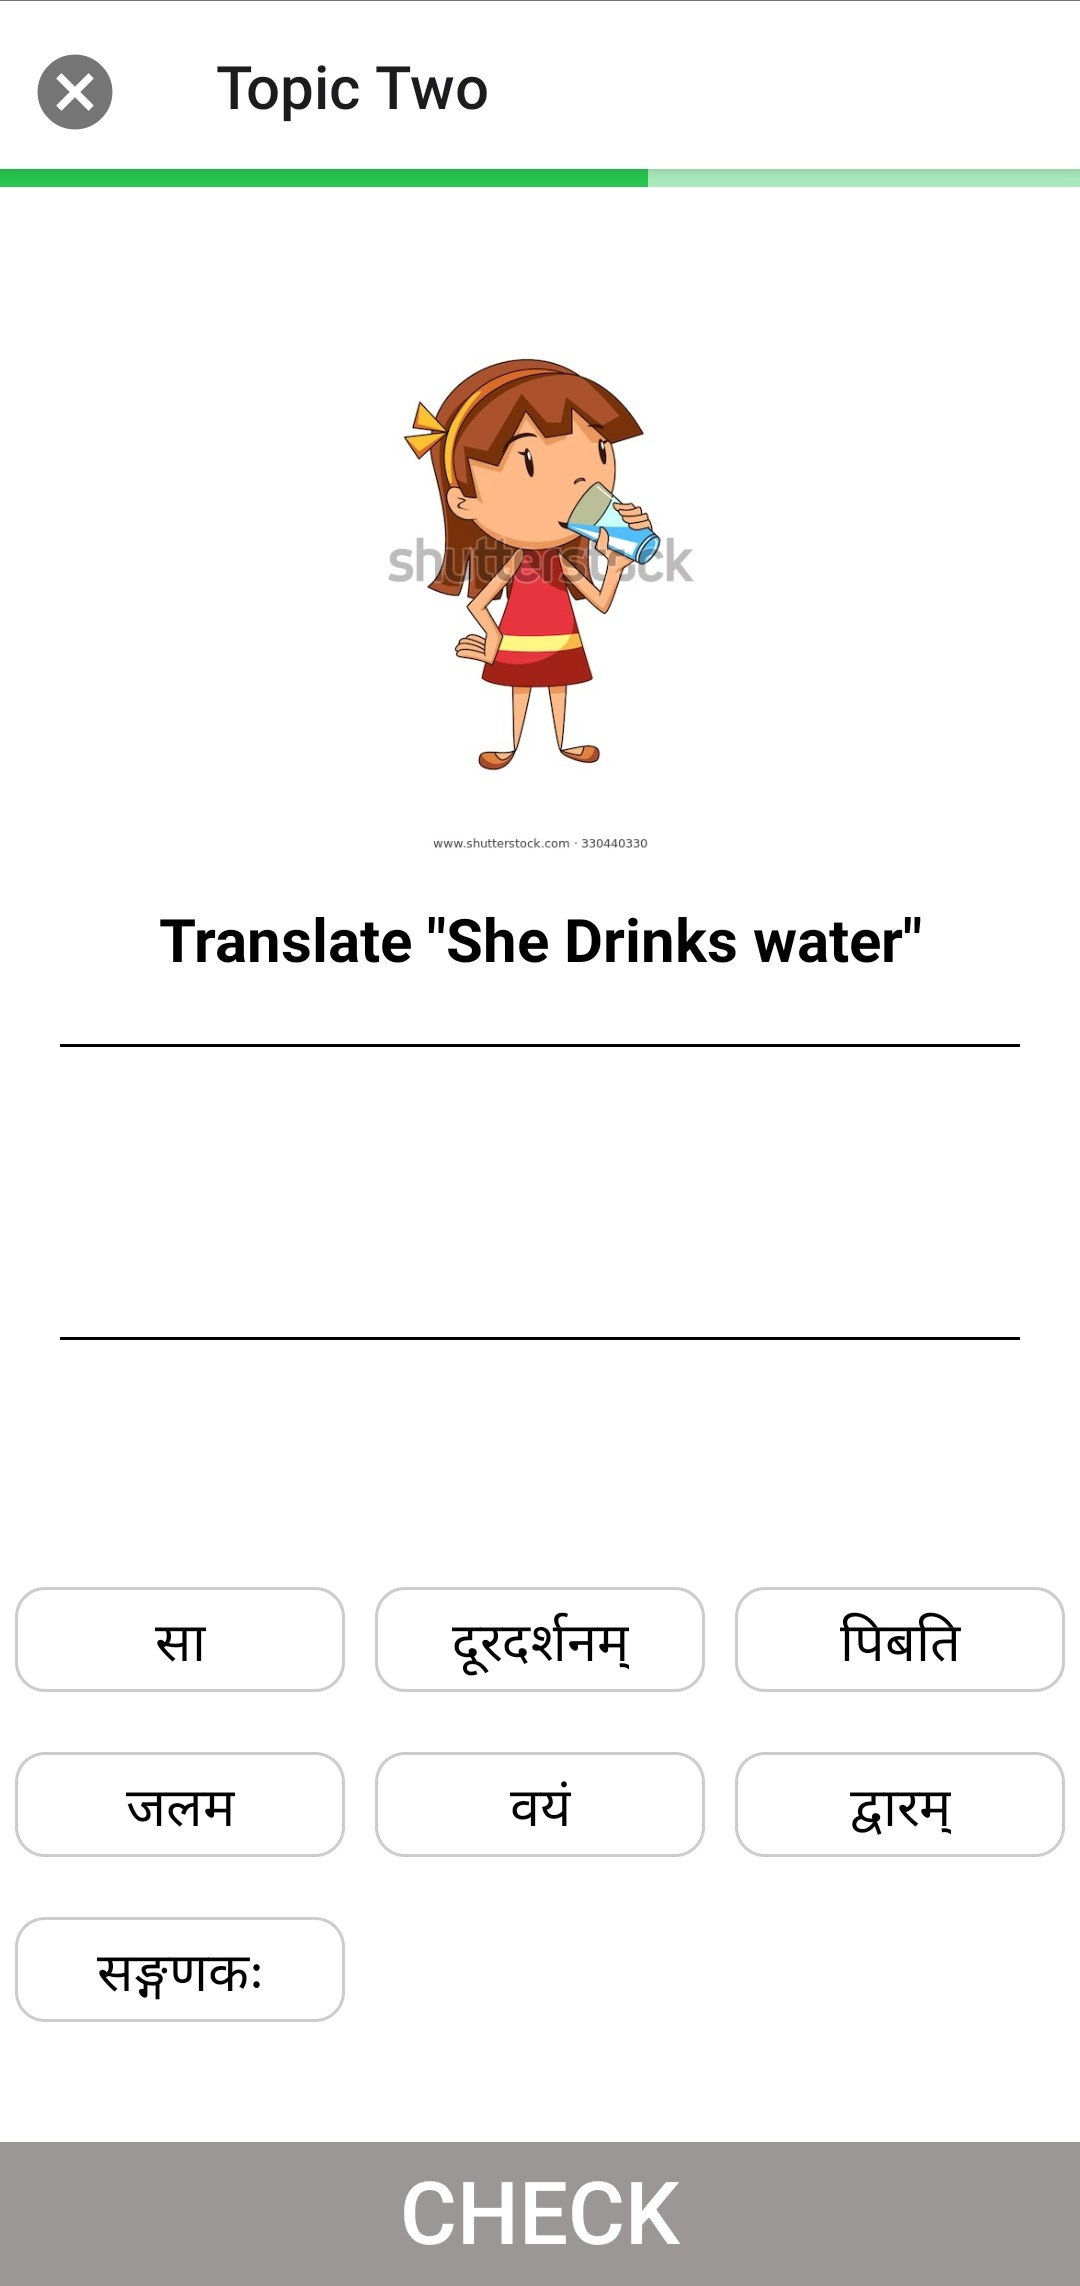 Topic Two
shutterstock
www.shutterstock.com · 330440330
Translate "She Drinks water"
सा
दूरदर्शनम्
पिबति
जलम
वयं
द्वारम्
सङ्गणकः
CHECK